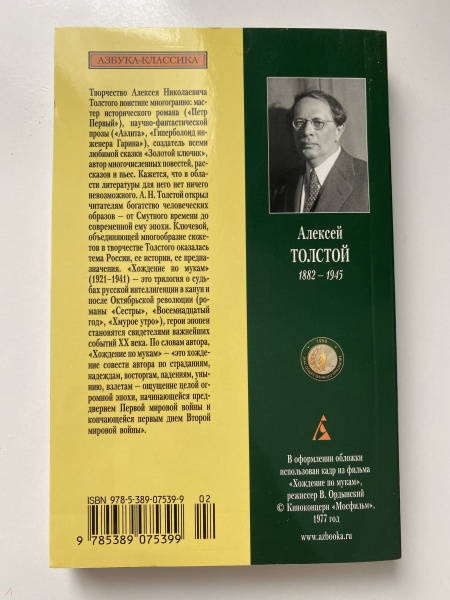 АЗБУКА-КЛАССИКА
Творчество Алексея Николаевича
Толстого поистине многогранно: мас-
тер исторического романа («Петр
Первый»), научно-фантастической
прозы («Аэлита», «Гиперболоид ин-
женера Гарина»), создатель всеми
любимой сказки «Золотой ключик»,
автор многочисленных повестей, рас-
сказов и пьес. Кажется, что в об-
ласти литературы для него нет ничего
невозможного. А. Н. Толстой открыл
читателям богатство человеческих
образов – от Смутного времени до
современной ему эпохи. Ключевой,
объединяющей многообразие сюже-
тов в творчестве Толстого оказалась
тема России, ее истории, ее предна-
значения. «Хождение по мукам»
(1921–1941) – это трилогия о судь-
бах русской интеллигенции в канун и
после Октябрьской революции (ро-
маны «Сестры», «Восемнадцатый
год», «Хмурое утро»), герои эпопеи
становятся свидетелями важнейших
событий XX века. По словам автора,
«Хождение по мукам» – «это хожде-
ние совести автора по страданиям,
надеждам, восторгам, падениям, уны-
нию, взлетам – ощущение целой ог-
ромной эпохи, начинающейся пред-
дверием Первой мировой войны и
кончающейся первым днем Второй
мировой войны».
ISBN 978-5-389-07539-9
02
9 785389 075399
Алексей
ТОЛСТОЙ
1882 – 1945
В оформлении обложки
использован кадр из фильма
«Хождение по мукам»,
режиссер В. Ордынский
© Киноконцерн «Мосфильм»,
1977 год
www.azbooka.ru